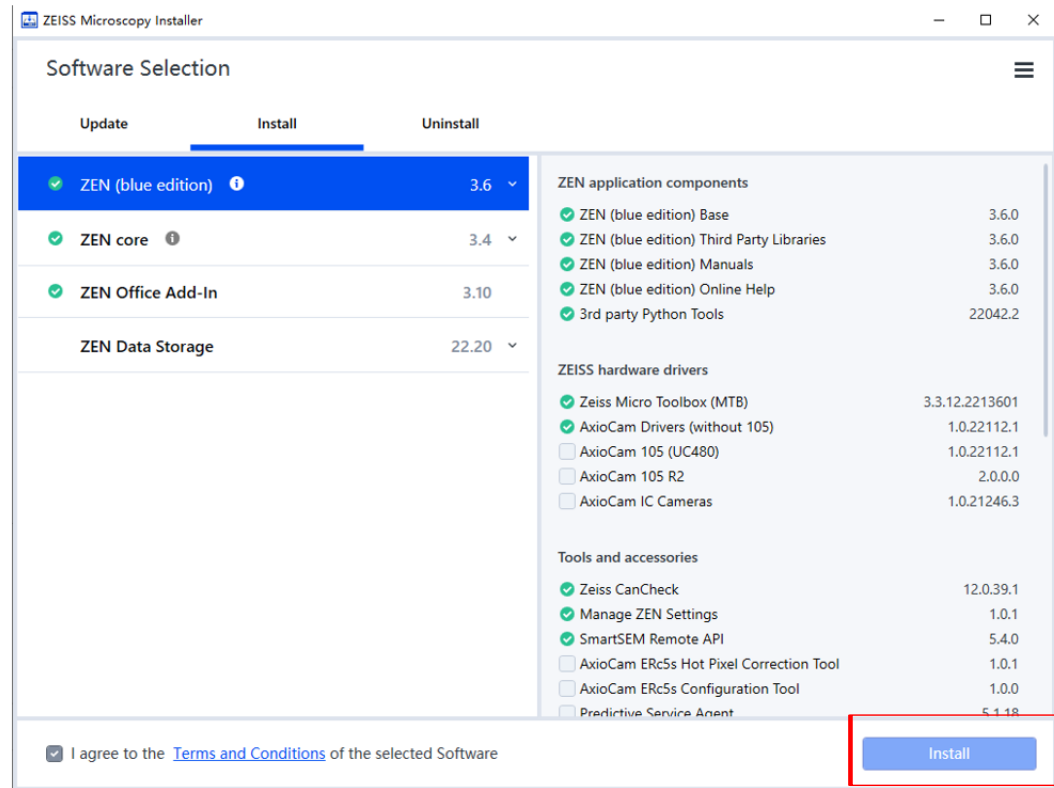 ZEISS Microscopy Installer
Software Selection
Update Install Uninstall
ZEN (blue edition) 3.6
ZEN core 3.4
ZEN Office Add-In 3.10
ZEN Data Storage 22.20
ZEN application components
ZEN (blue edition) Base 3.6.0
ZEN (blue edition) Third Party Libraries 3.6.0
ZEN (blue edition) Manuals 3.6.0
ZEN (blue edition) Online Help 3.6.0
3rd party Python Tools 22042.2
ZEISS hardware drivers
Zeiss Micro Toolbox (MTB) 3.3.12.2213601
AxioCam Drivers (without 105) 1.0.22112.1
AxioCam 105 (UC480) 1.0.22112.1
AxioCam 105 R2 2.0.0.0
AxioCam IC Cameras 1.0.21246.3
Tools and accessories
Zeiss CanCheck 12.0.39.1
Manage ZEN Settings 1.0.1
SmartSEM Remote API 5.4.0
AxioCam ERc5s Hot Pixel Correction Tool 1.0.1
AxioCam ERc5s Configuration Tool 1.0.0
Predictive Service Agent 5.1.18
I agree to the Terms and Conditions of the selected Software
Install